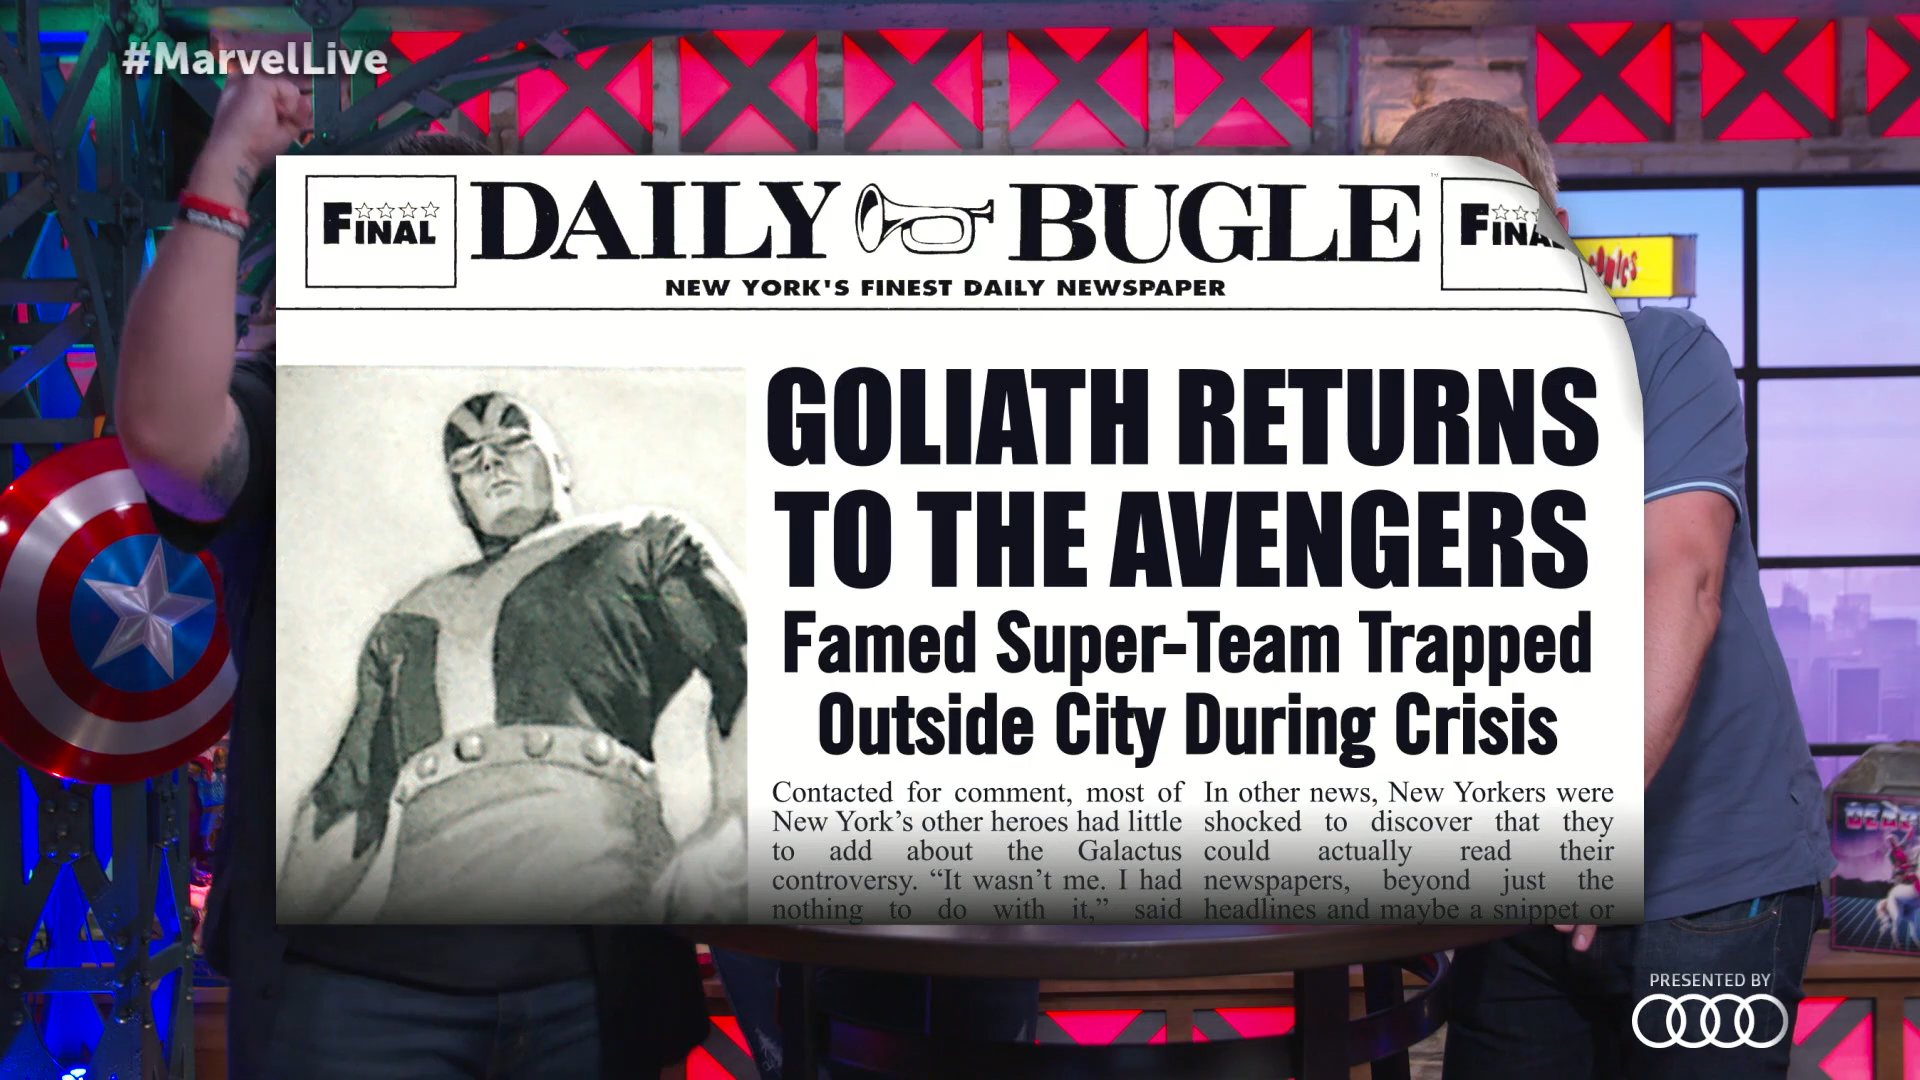 #MarvelLive
FINAL
DAILY BUGLE
FINAL
NEW YORK'S FINEST DAILY NEWSPAPER
GOLIATH RETURNS
TO THE AVENGERS
Famed Super-Team Trapped
Outside City During Crisis
Contacted for comment, most of
New York’s other heroes had little
to add about the Galactus
controversy. “It wasn’t me. I had
nothing to do with it,” said
In other news, New Yorkers were
shocked to discover that they
could actually read their
newspapers, beyond just the
headlines and maybe a snippet or
PRESENTED BY